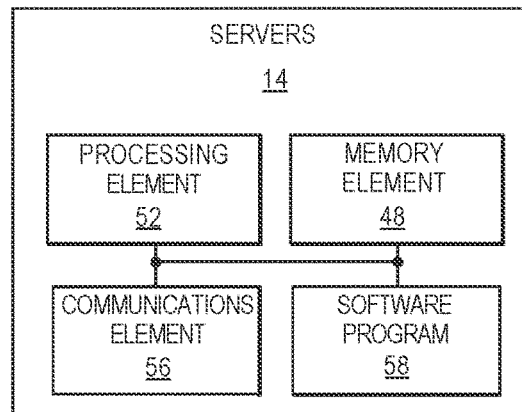 SERVERS
14
PROCESSING
ELEMENT
52
MEMORY
ELEMENT
48
COMMUNICATIONS
ELEMENT
56
SOFTWARE
PROGRAM
58